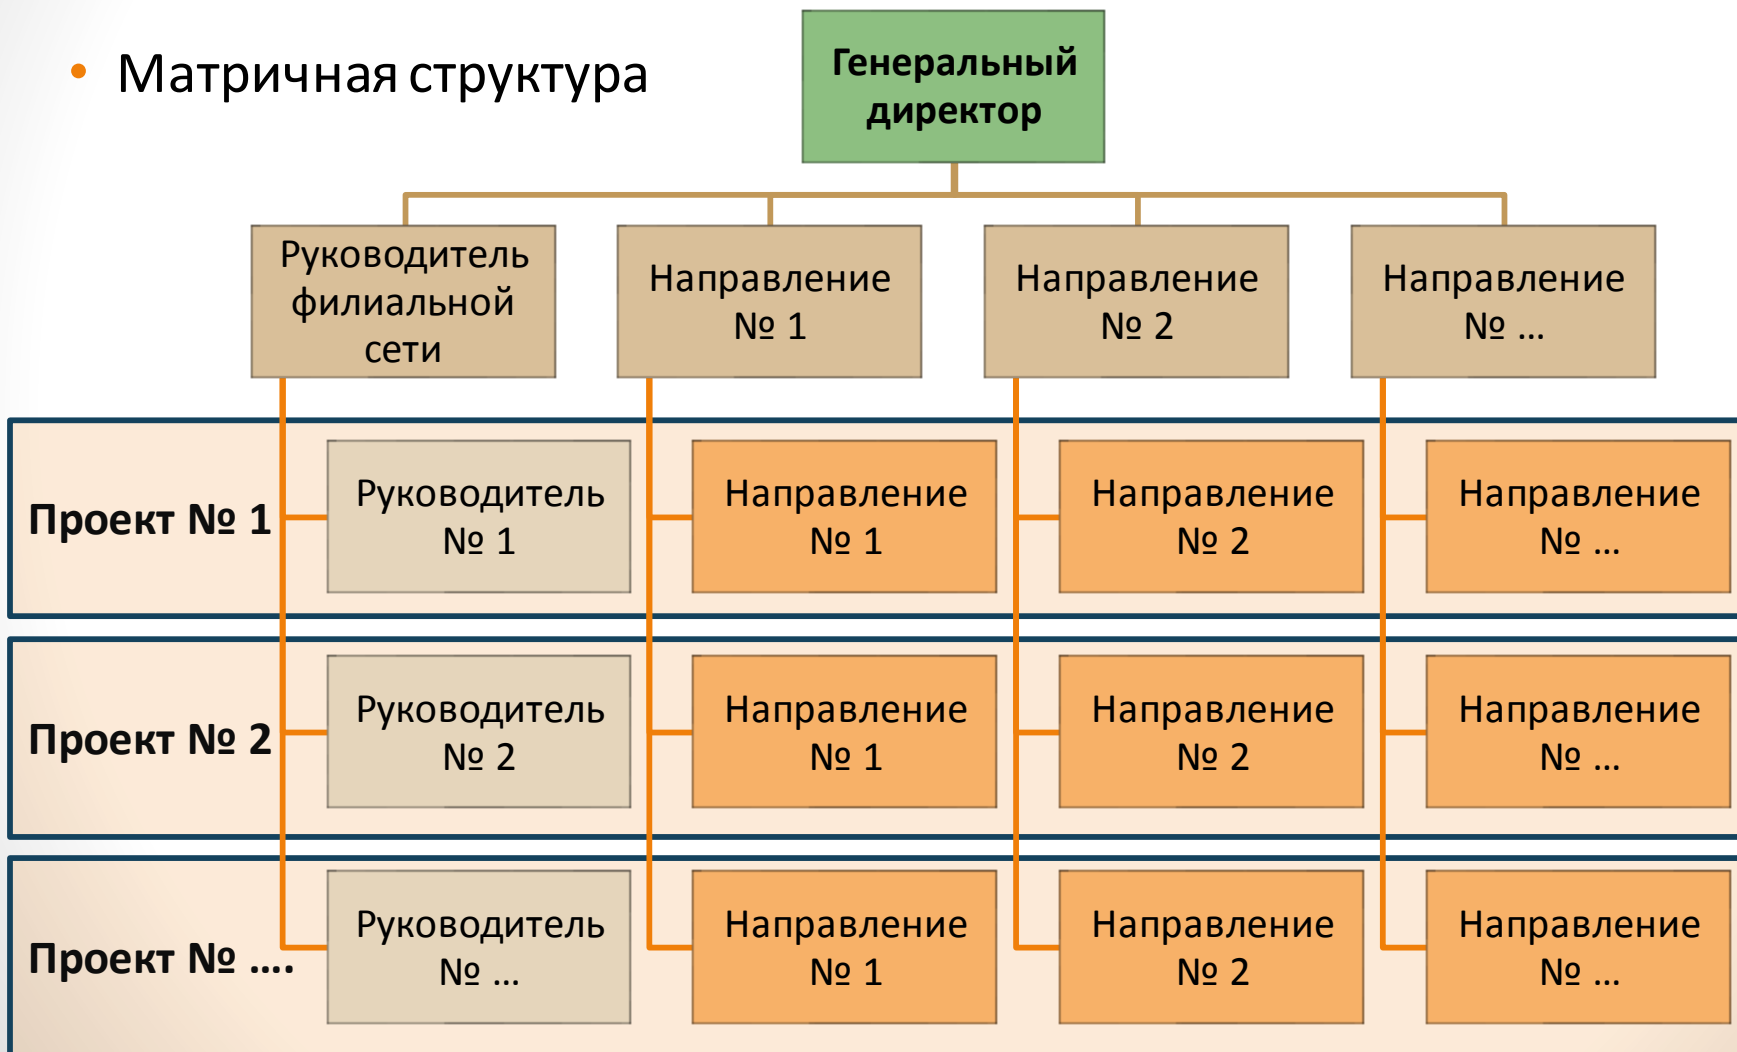 • Матричная структура
Генеральный
директор
Руководитель
филиальной
сети
Направление
№ 1
Направление
№ 2
Направление
№ ...
Проект № 1
Руководитель
№ 1
Направление
№ 1
Направление
№ 2
Направление
№ ...
Проект № 2
Руководитель
№ 2
Направление
№ 1
Направление
№ 2
Направление
№ ...
Проект № ....
Руководитель
№ ...
Направление
№ 1
Направление
№ 2
Направление
№ ...